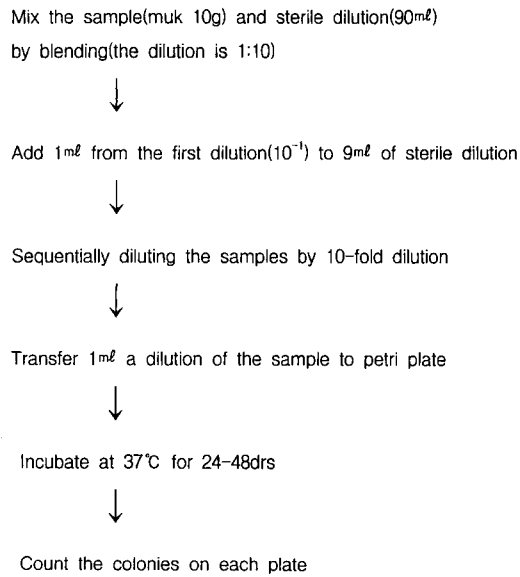 Mix the sample(muk 10g) and sterile dilution(90㎖)
by blending(the dilution is 1:10)
↓
Add 1㎖ from the first dilution(10⁻¹) to 9㎖ of sterile dilution
↓
Sequentially diluting the samples by 10-fold dilution
↓
Transfer 1㎖ a dilution of the sample to petri plate
↓
Incubate at 37℃ for 24-48drs
↓
Count the colonies on each plate